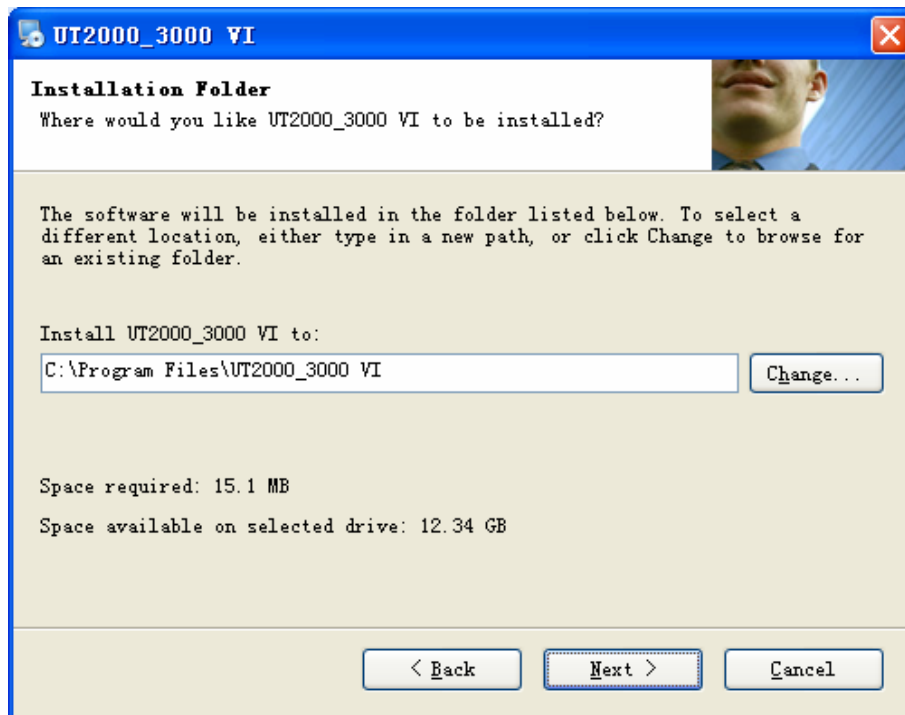 UT2000_3000 VI
Installation Folder
Where would you like UT2000_3000 VI to be installed?
The software will be installed in the folder listed below. To select a
different location, either type in a new path, or click Change to browse for
an existing folder.
Install UT2000_3000 VI to:
C:\Program Files\UT2000_3000 VI
Change...
Space required: 15.1 MB
Space available on selected drive: 12.34 GB
< Back
Next >
Cancel